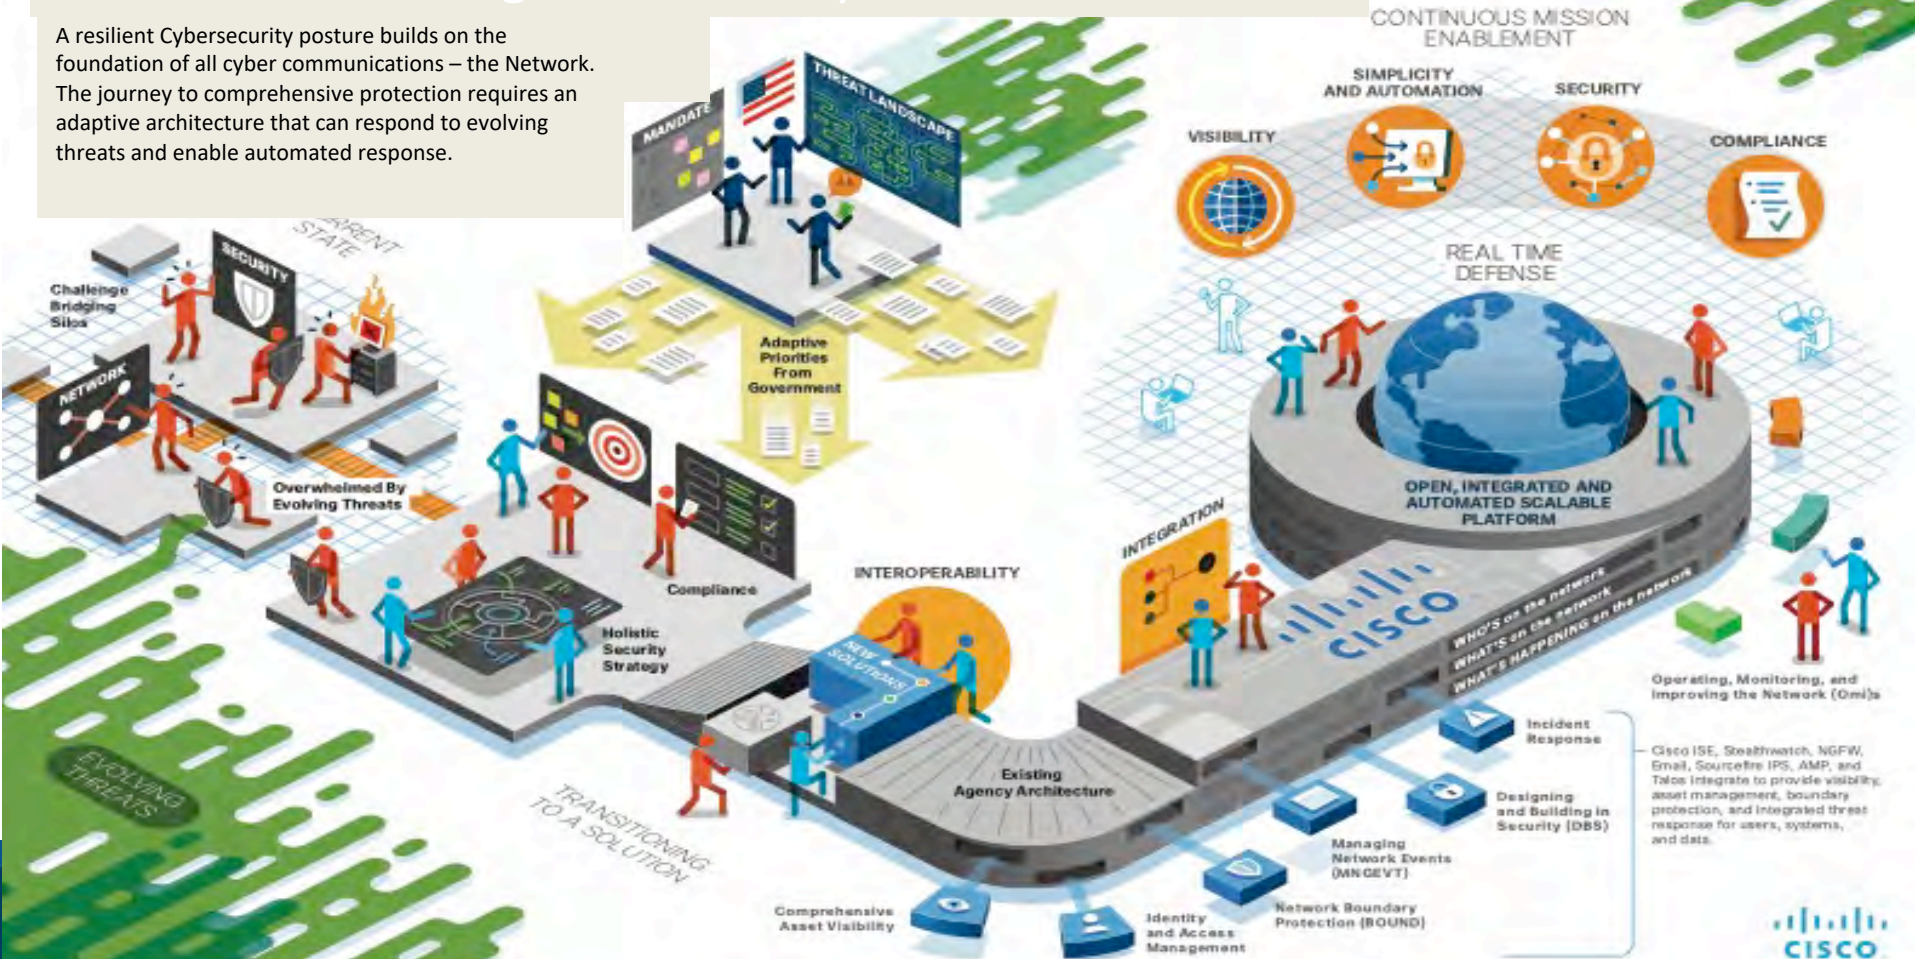 A resilient Cybersecurity posture builds on the
foundation of all cyber communications – the Network.
The journey to comprehensive protection requires an
adaptive architecture that can respond to evolving
threats and enable automated response.
MANDATE
THREAT LANDSCAPE
CONTINUOUS MISSION
ENABLEMENT
VISIBILITY
SIMPLICITY
AND AUTOMATION
SECURITY
COMPLIANCE
REAL TIME
DEFENSE
STATE
SECURITY
Challenge
Bridging
Silos
NETWORK
Overwhelmed By
Evolving Threats
Adaptive
Priorities
From
Government
Compliance
Holistic
Security
Strategy
INTEROPERABILITY
NEW
SOLUTIONS
INTEGRATION
OPEN, INTEGRATED AND
AUTOMATED SCALABLE
PLATFORM
CISCO
WHO'S on the network
WHAT'S on the network
WHAT'S HAPPENING on the network
EVOLVING
THREATS
TRANSITIONING
TO A SOLUTION
Existing
Agency Architecture
Comprehensive
Asset Visibility
Identity
and Access
Management
Network Boundary
Protection (BOUND)
Managing
Network Events
(MNGEVT)
Designing
and Building in
Security (DBS)
Incident
Response
Operating, Monitoring, and
Improving the Network (Omi)s
Cisco ISE, Stealthwatch, NGFW,
Email, Sourcefire IPS, AMP, and
Talos integrate to provide visibility,
asset management, boundary
protection, and integrated threat
response for users, systems,
and data.
CISCO